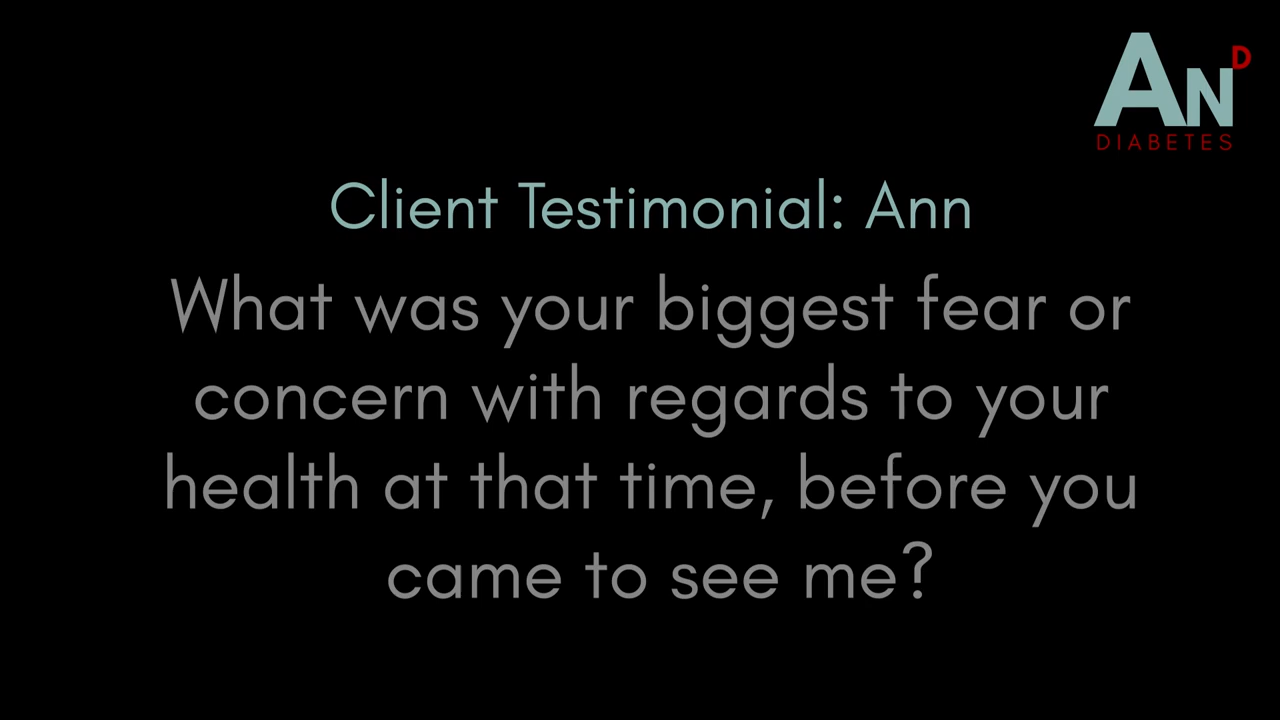 AND
DIABETES
Client Testimonial: Ann
What was your biggest fear or
concern with regards to your
health at that time, before you
came to see me?